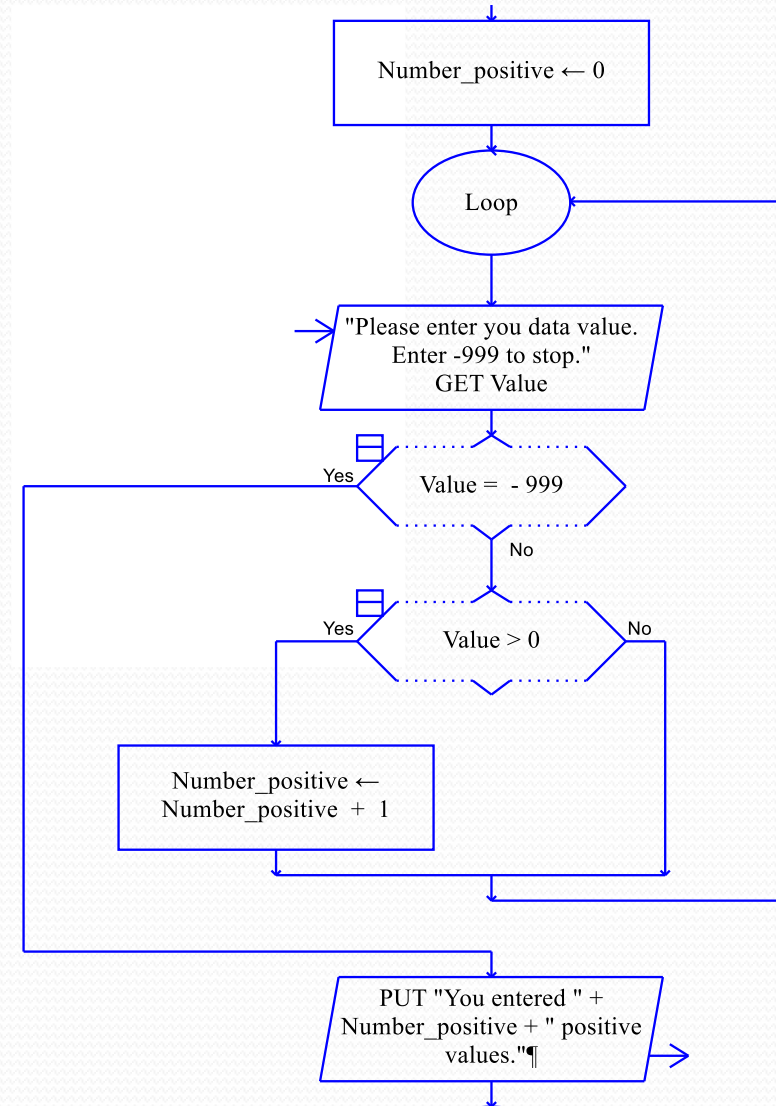 Number_positive ← 0
Loop
"Please enter you data value.
Enter -999 to stop."
GET Value
Yes
Value =  - 999
No
Yes
Value > 0
No
Number_positive ←
Number_positive  +  1
PUT "You entered " +
Number_positive + " positive
values."¶